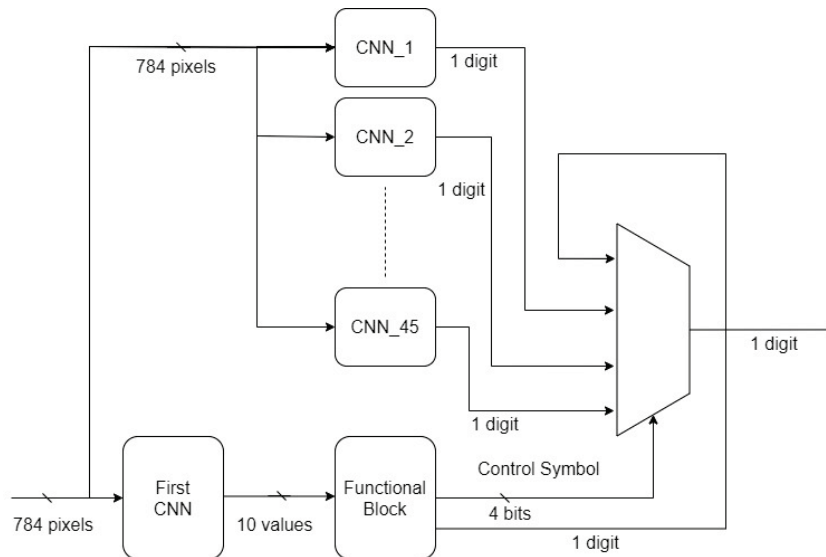 CNN_1
1 digit
784 pixels
CNN_2
1 digit
CNN_45
1 digit
1 digit
First
CNN
Functional
Block
Control Symbol
784 pixels
10 values
4 bits
1 digit